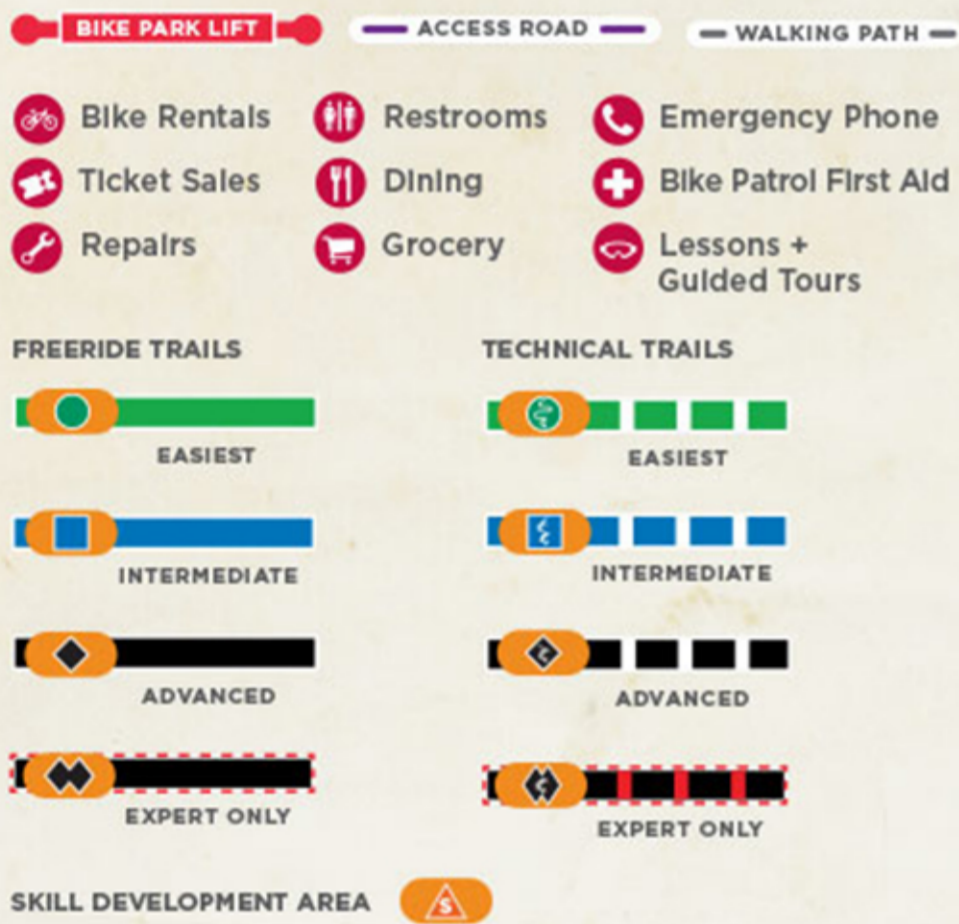 BIKE PARK LIFT
ACCESS ROAD
WALKING PATH
Bike Rentals
Restrooms
Emergency Phone
Ticket Sales
Dining
Bike Patrol First Aid
Repairs
Grocery
Lessons +
Guided Tours
FREERIDE TRAILS
TECHNICAL TRAILS
EASIEST
EASIEST
INTERMEDIATE
INTERMEDIATE
ADVANCED
ADVANCED
EXPERT ONLY
EXPERT ONLY
SKILL DEVELOPMENT AREA
S